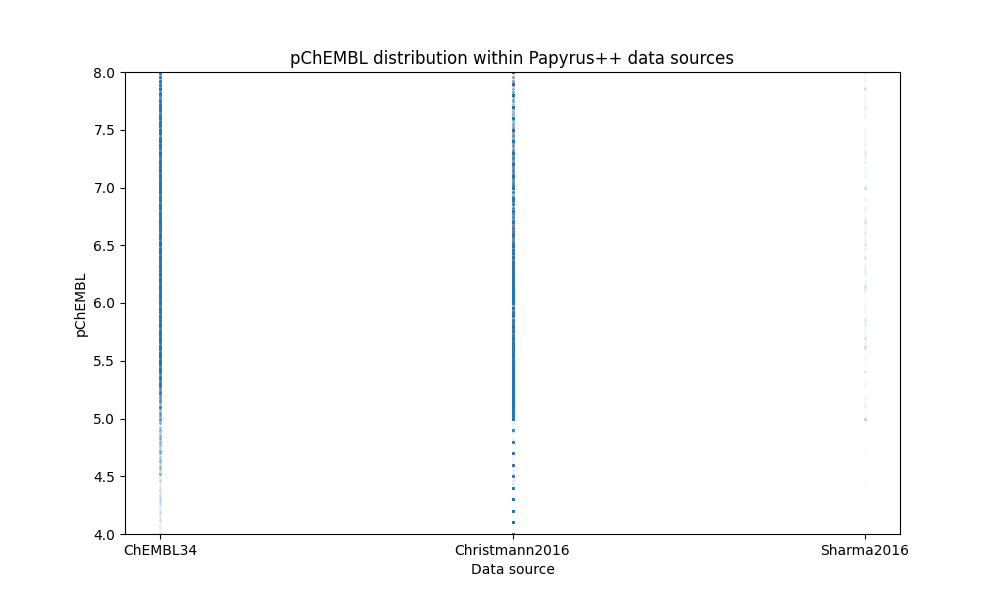 pChEMBL distribution within Papyrus++ data sources
pChEMBL
8.0
7.5
7.0
6.5
6.0
5.5
5.0
4.5
4.0
ChEMBL34 Christmann2016 Sharma2016
Data source